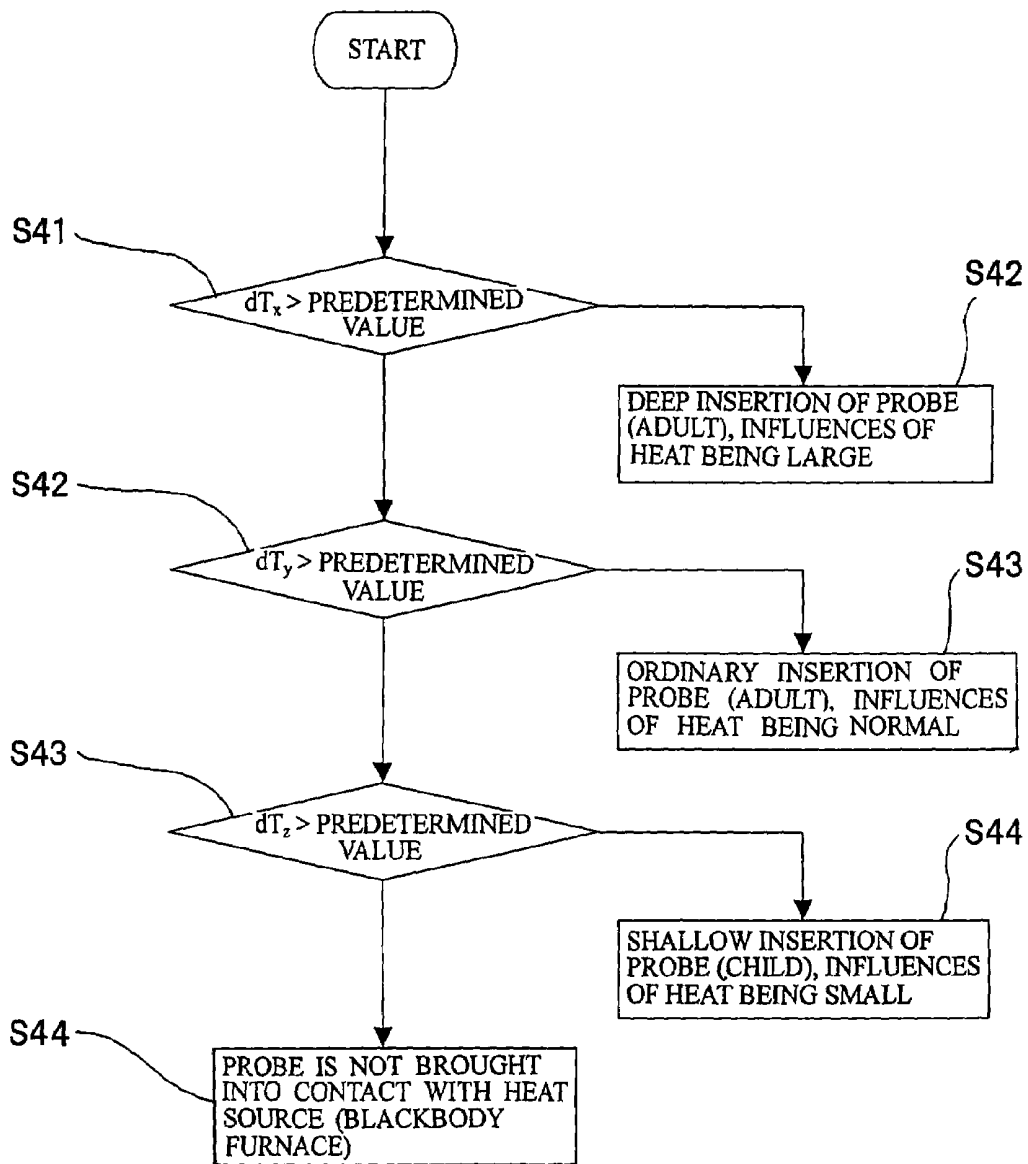 START
S41
dTx > PREDETERMINED
VALUE
S42
DEEP INSERTION OF PROBE
(ADULT), INFLUENCES OF
HEAT BEING LARGE
S42
dTy > PREDETERMINED
VALUE
S43
ORDINARY INSERTION OF
PROBE (ADULT), INFLUENCES
OF HEAT BEING NORMAL
S43
dTz > PREDETERMINED
VALUE
S44
SHALLOW INSERTION OF
PROBE (CHILD), INFLUENCES
OF HEAT BEING SMALL
S44
PROBE IS NOT BROUGHT
INTO CONTACT WITH HEAT
SOURCE (BLACKBODY
FURNACE)